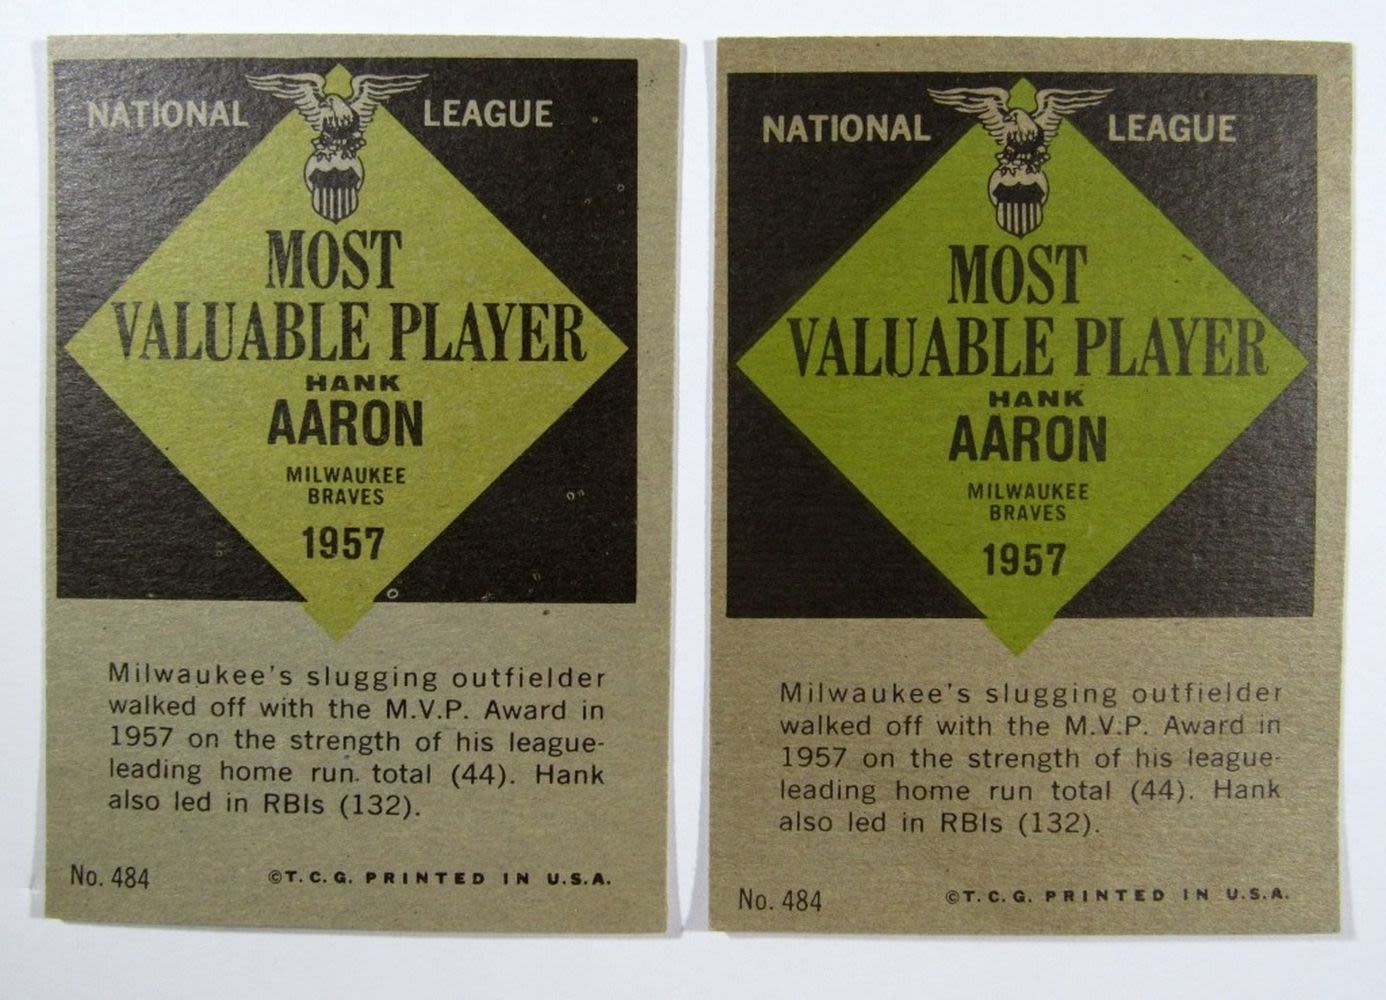 NATIONAL LEAGUE
MOST
VALUABLE PLAYER
HANK
AARON
MILWAUKEE
BRAVES
1957
Milwaukee's slugging outfielder
walked off with the M.V.P. Award in
1957 on the strength of his league-
leading home run total (44). Hank
also led in RBIs (132).
No. 484 ©T.C.G. PRINTED IN U.S.A.
NATIONAL LEAGUE
MOST
VALUABLE PLAYER
HANK
AARON
MILWAUKEE
BRAVES
1957
Milwaukee's slugging outfielder
walked off with the M.V.P. Award in
1957 on the strength of his league-
leading home run total (44). Hank
also led in RBIs (132).
No. 484 ©T.C.G. PRINTED IN U.S.A.